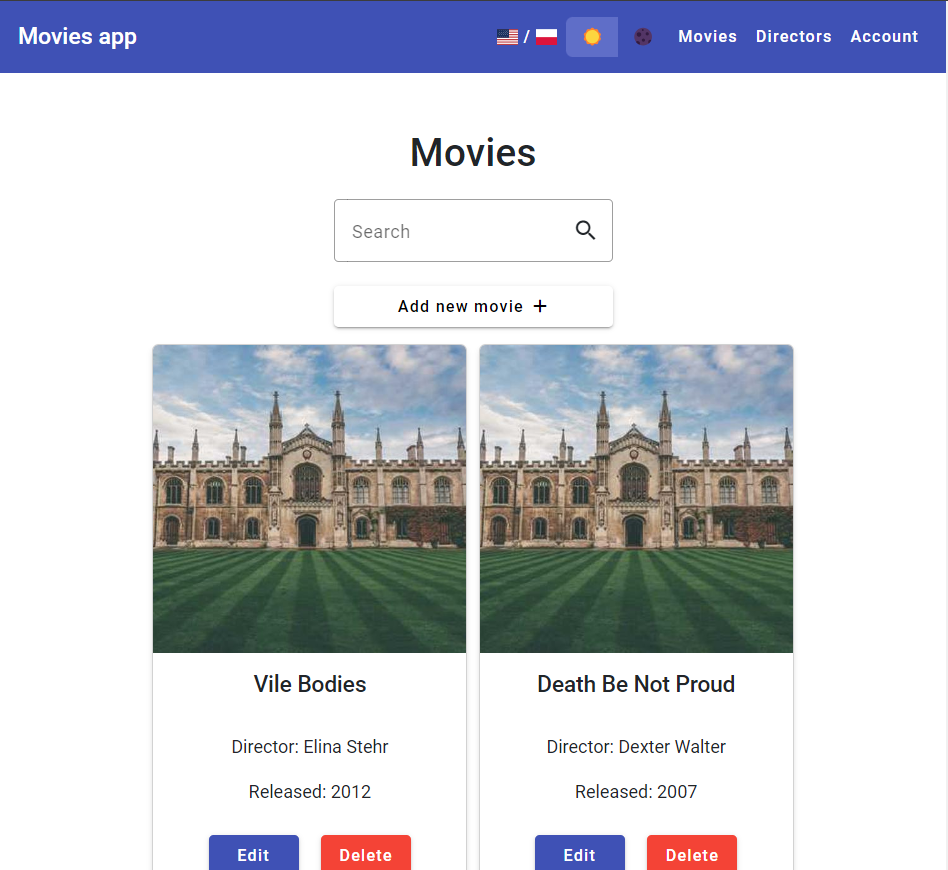 Movies app / Movies Directors Account
Movies
Search
Add new movie +
Vile Bodies
Director: Elina Stehr
Released: 2012
Edit Delete
Death Be Not Proud
Director: Dexter Walter
Released: 2007
Edit Delete